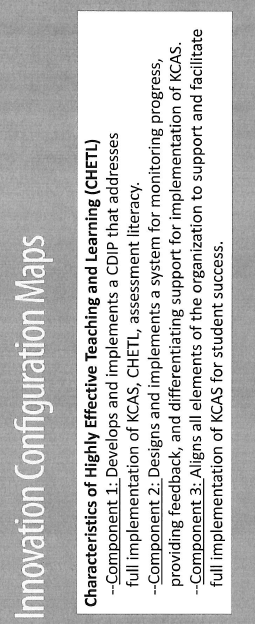 Innovation Configuration Maps
Characteristics of Highly Effective Teaching and Learning (CHETL)
--Component 1: Develops and implements a CDIP that addresses
full implementation of KCAS, CHETL, assessment literacy.
--Component 2: Designs and implements a system for monitoring progress,
providing feedback, and differentiating support for implementation of KCAS.
--Component 3: Aligns all elements of the organization to support and facilitate
full implementation of KCAS for student success.